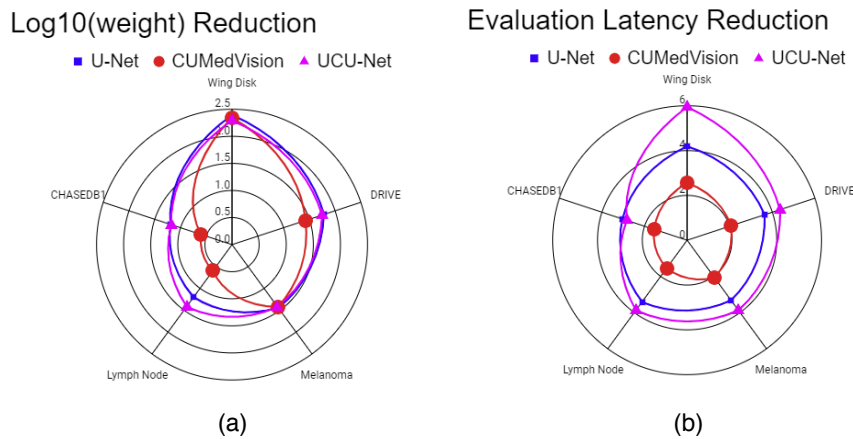 Log10(weight) Reduction
U-Net CUMedVision UCU-Net
Wing Disk
2.5
2.0
1.5
1.0
0.5
0.0
CHASEDB1
DRIVE
Lymph Node
Melanoma
(a)
Evaluation Latency Reduction
U-Net CUMedVision UCU-Net
Wing Disk
6
4
2
0
CHASEDB1
DRIVE
Lymph Node
Melanoma
(b)